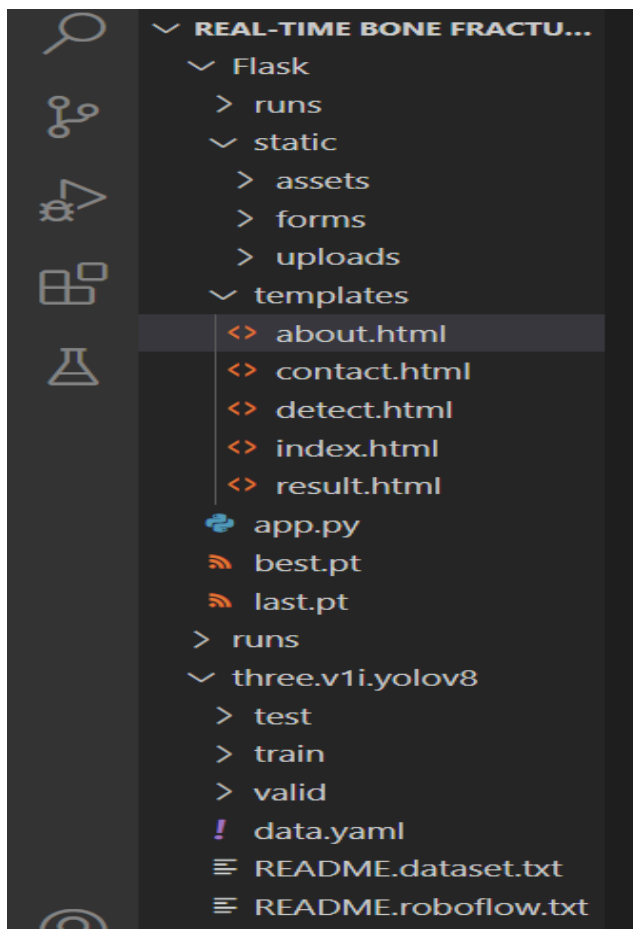 REAL-TIME BONE FRACTU...
Flask
runs
static
assets
forms
uploads
templates
<> about.html
<> contact.html
<> detect.html
<> index.html
<> result.html
app.py
best.pt
last.pt
runs
three.v1i.yolov8
test
train
valid
! data.yaml
README.dataset.txt
README.roboflow.txt